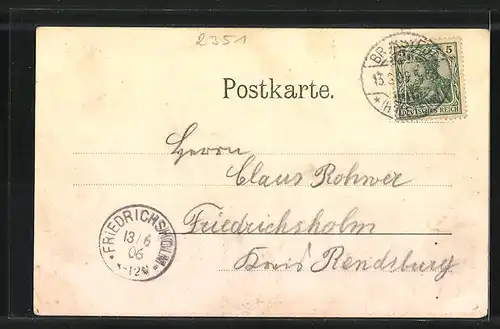 2351
Postkarte.
5
DEUTSCHES REICH
Herrn
Claus Rohwer
Friedrichsholm
Kreis Rendsburg
FRIEDRICHSHOLM
13/6
06